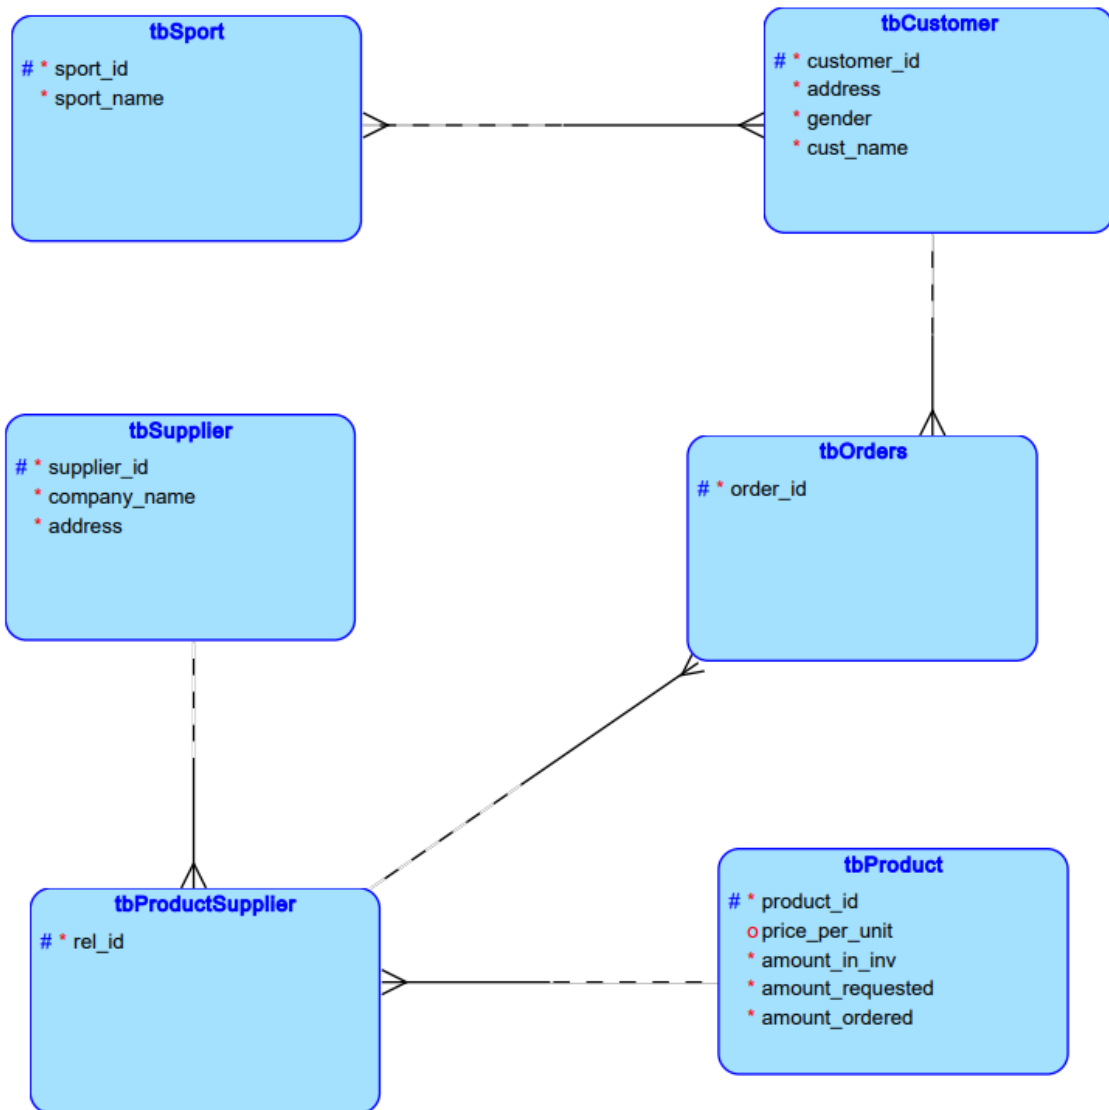 tbSport
# * sport_id
* sport_name
tbCustomer
# * customer_id
* address
* gender
* cust_name
tbSupplier
# * supplier_id
* company_name
* address
tbOrders
# * order_id
tbProductSupplier
# * rel_id
tbProduct
# * product_id
o price_per_unit
* amount_in_inv
* amount_requested
* amount_ordered